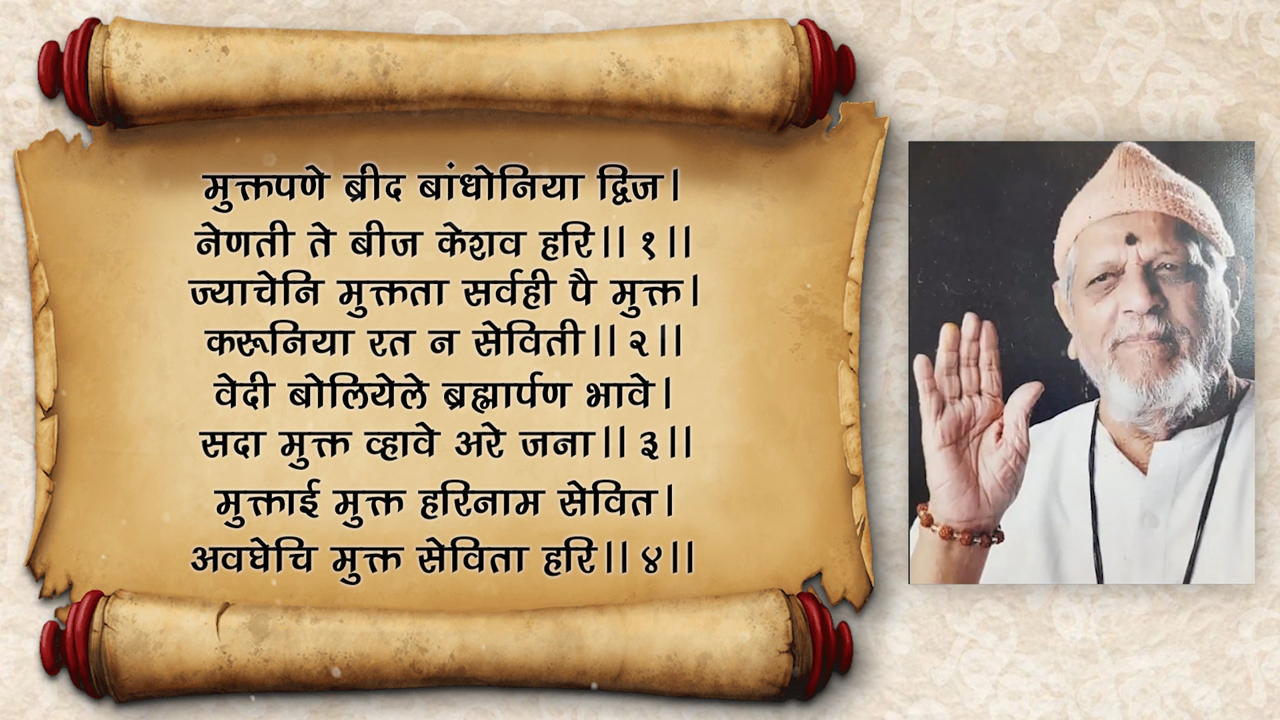 मुक्तपणे ब्रीद बांधोनिया द्विज।
नेणती ते बीज केशव हरि।। १ ।।
ज्याचेनि मुक्तता सर्वही पै मुक्त।
करूनिया रत न सेविती।। २ ।।
वेदी बोलियेले ब्रह्मार्पण भावे।
सदा मुक्त व्हावे अरे जना।। ३ ।।
मुक्ताई मुक्त हरिनाम सेवित।
अवघेचि मुक्त सेविता हरि।। ४ ।।